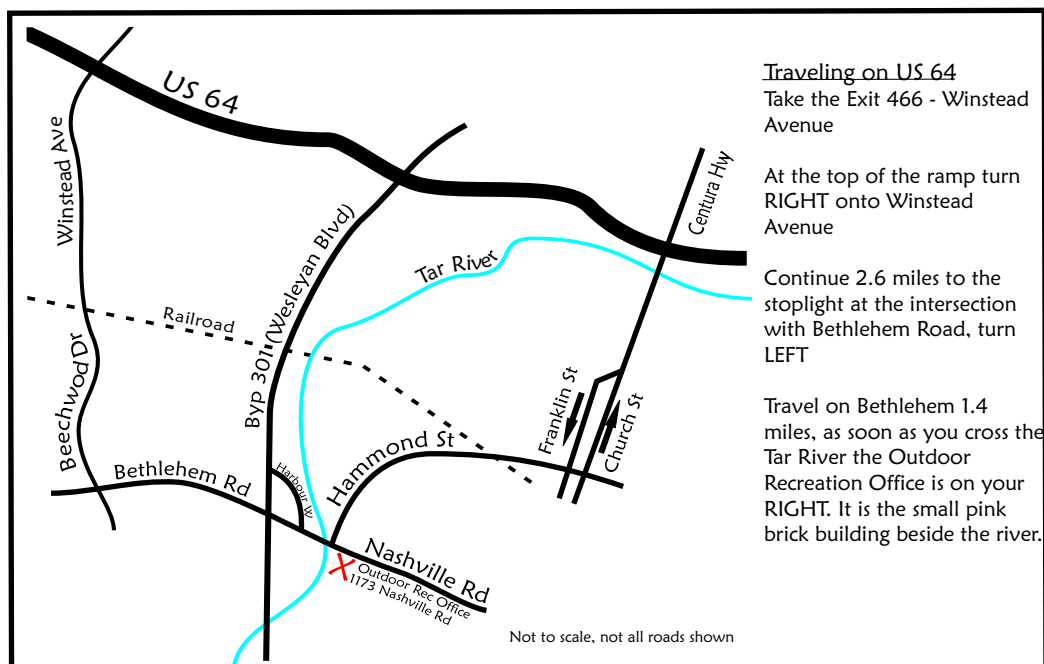 US 64
Winstead Ave
Beechwod Dr
Railroad
Byp 301 (Wesleyan Blvd)
Tar River
Centura Hwy
Franklin St
Church St
Hammond St
Harbour W
Bethlehem Rd
Nashville Rd
X
Outdoor Rec Office
1173 Nashville Rd
Not to scale, not all roads shown
Traveling on US 64
Take the Exit 466 - Winstead
Avenue
At the top of the ramp turn
RIGHT onto Winstead
Avenue
Continue 2.6 miles to the
stoplight at the intersection
with Bethlehem Road, turn
LEFT
Travel on Bethlehem 1.4
miles, as soon as you cross the
Tar River the Outdoor
Recreation Office is on your
RIGHT. It is the small pink
brick building beside the river.